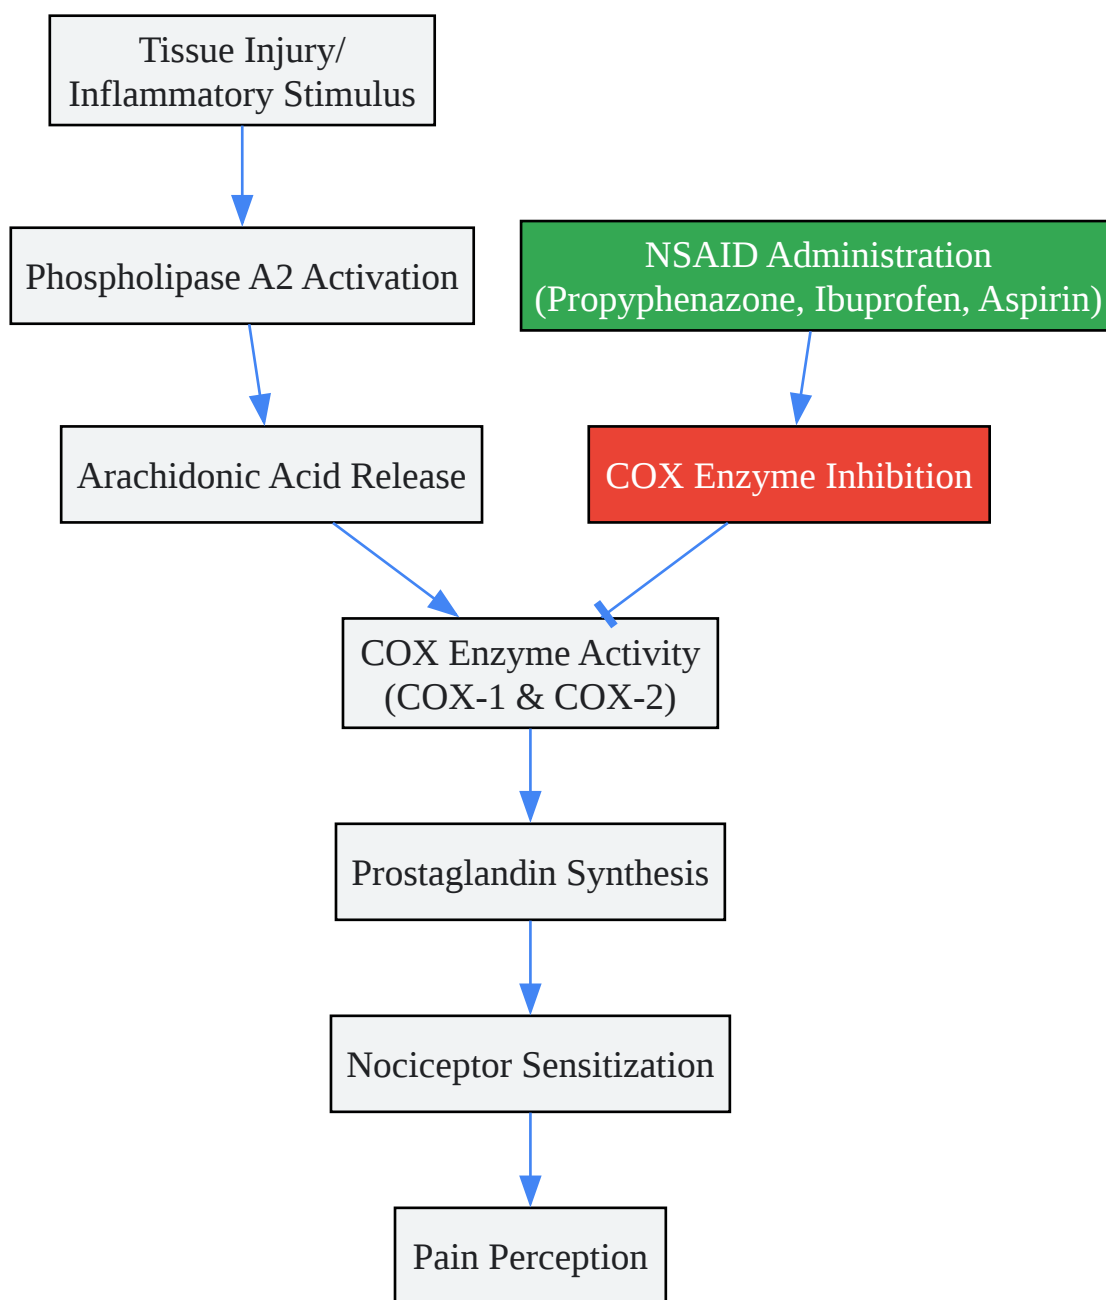 Tissue Injury/
Inflammatory Stimulus
Phospholipase A2 Activation
NSAID Administration
(Propyphenazone, Ibuprofen, Aspirin)
Arachidonic Acid Release
COX Enzyme Inhibition
COX Enzyme Activity
(COX-1 & COX-2)
Prostaglandin Synthesis
Nociceptor Sensitization
Pain Perception